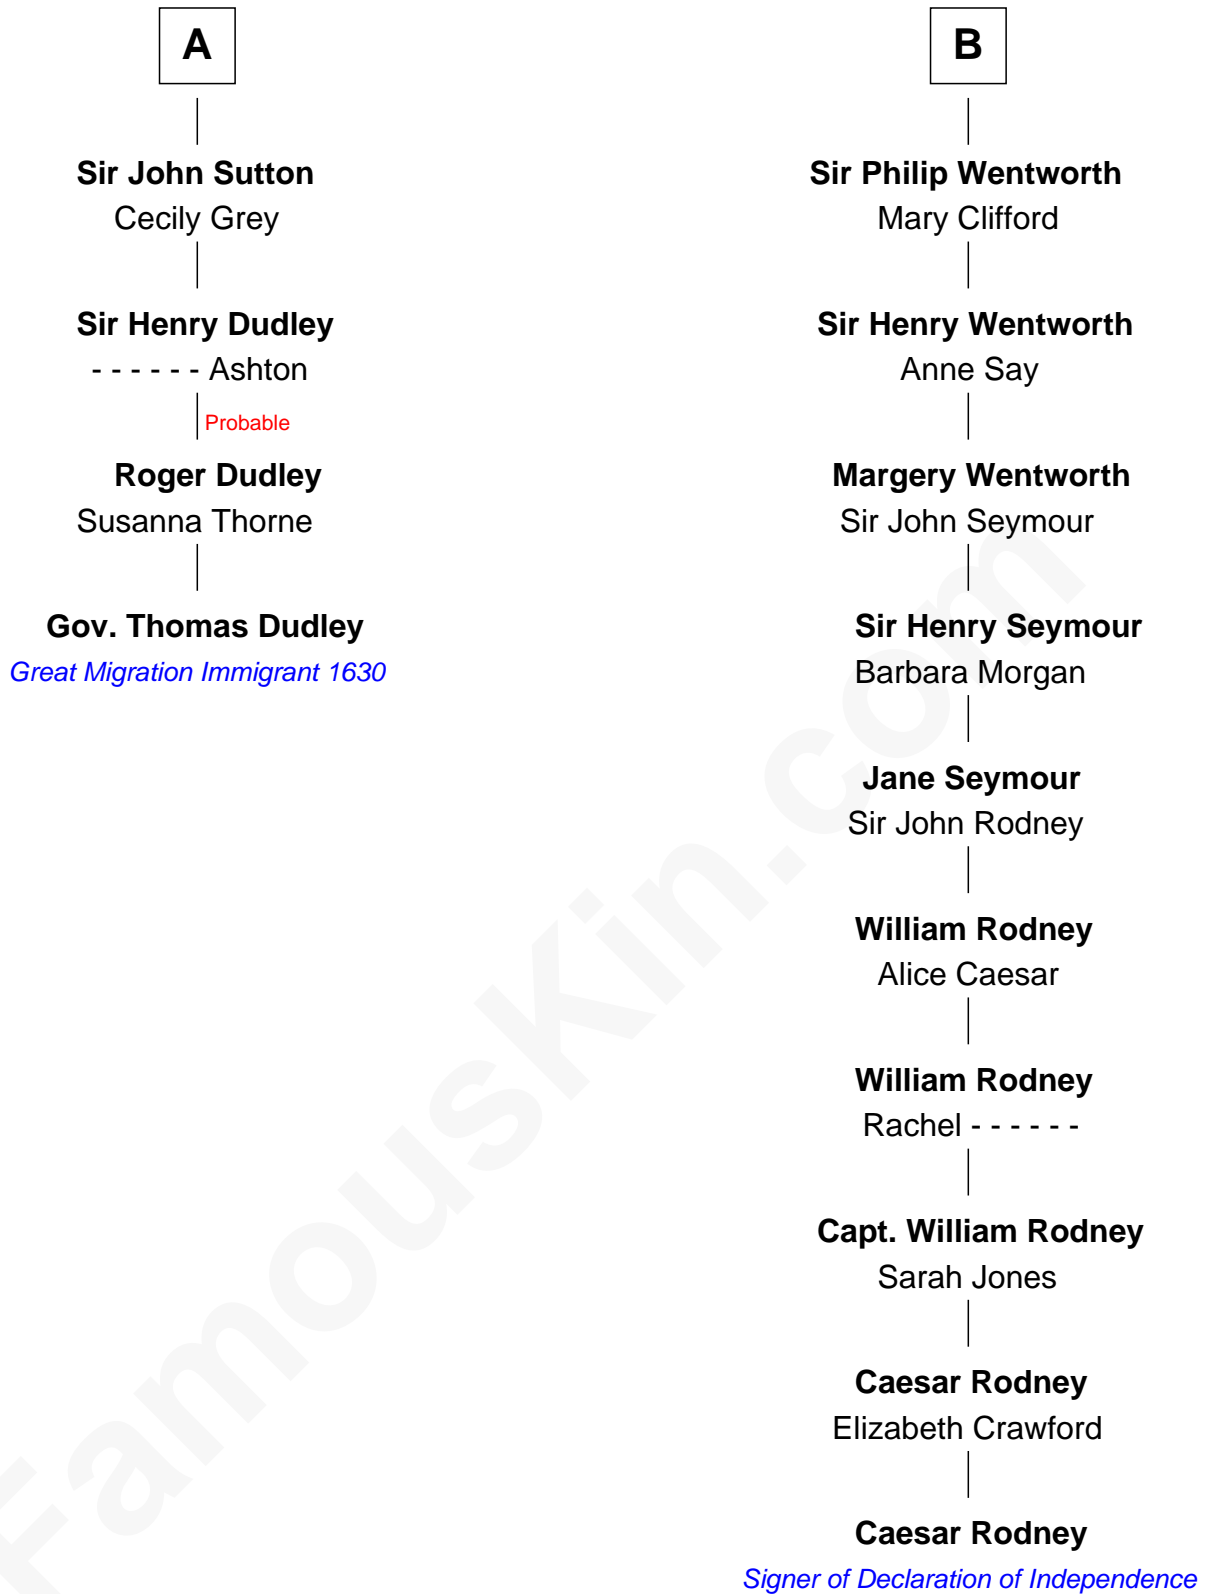 A
Sir John Sutton
Cecily Grey
Sir Henry Dudley
- - - - - - Ashton
Probable
Roger Dudley
Susanna Thorne
Gov. Thomas Dudley
Great Migration Immigrant 1630
B
Sir Philip Wentworth
Mary Clifford
Sir Henry Wentworth
Anne Say
Margery Wentworth
Sir John Seymour
Sir Henry Seymour
Barbara Morgan
Jane Seymour
Sir John Rodney
William Rodney
Alice Caesar
William Rodney
Rachel - - - - - -
Capt. William Rodney
Sarah Jones
Caesar Rodney
Elizabeth Crawford
Caesar Rodney
Signer of Declaration of Independence
FamousKin.com